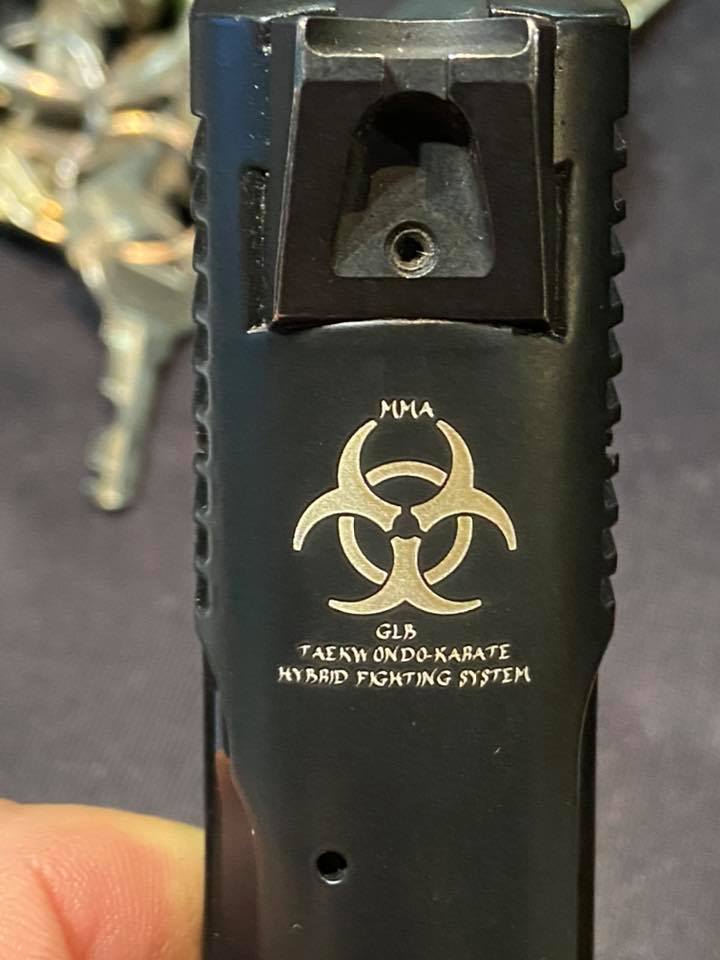 MMA
GLB
TAEKWONDO-KARATE
HYBRID FIGHTING SYSTEM